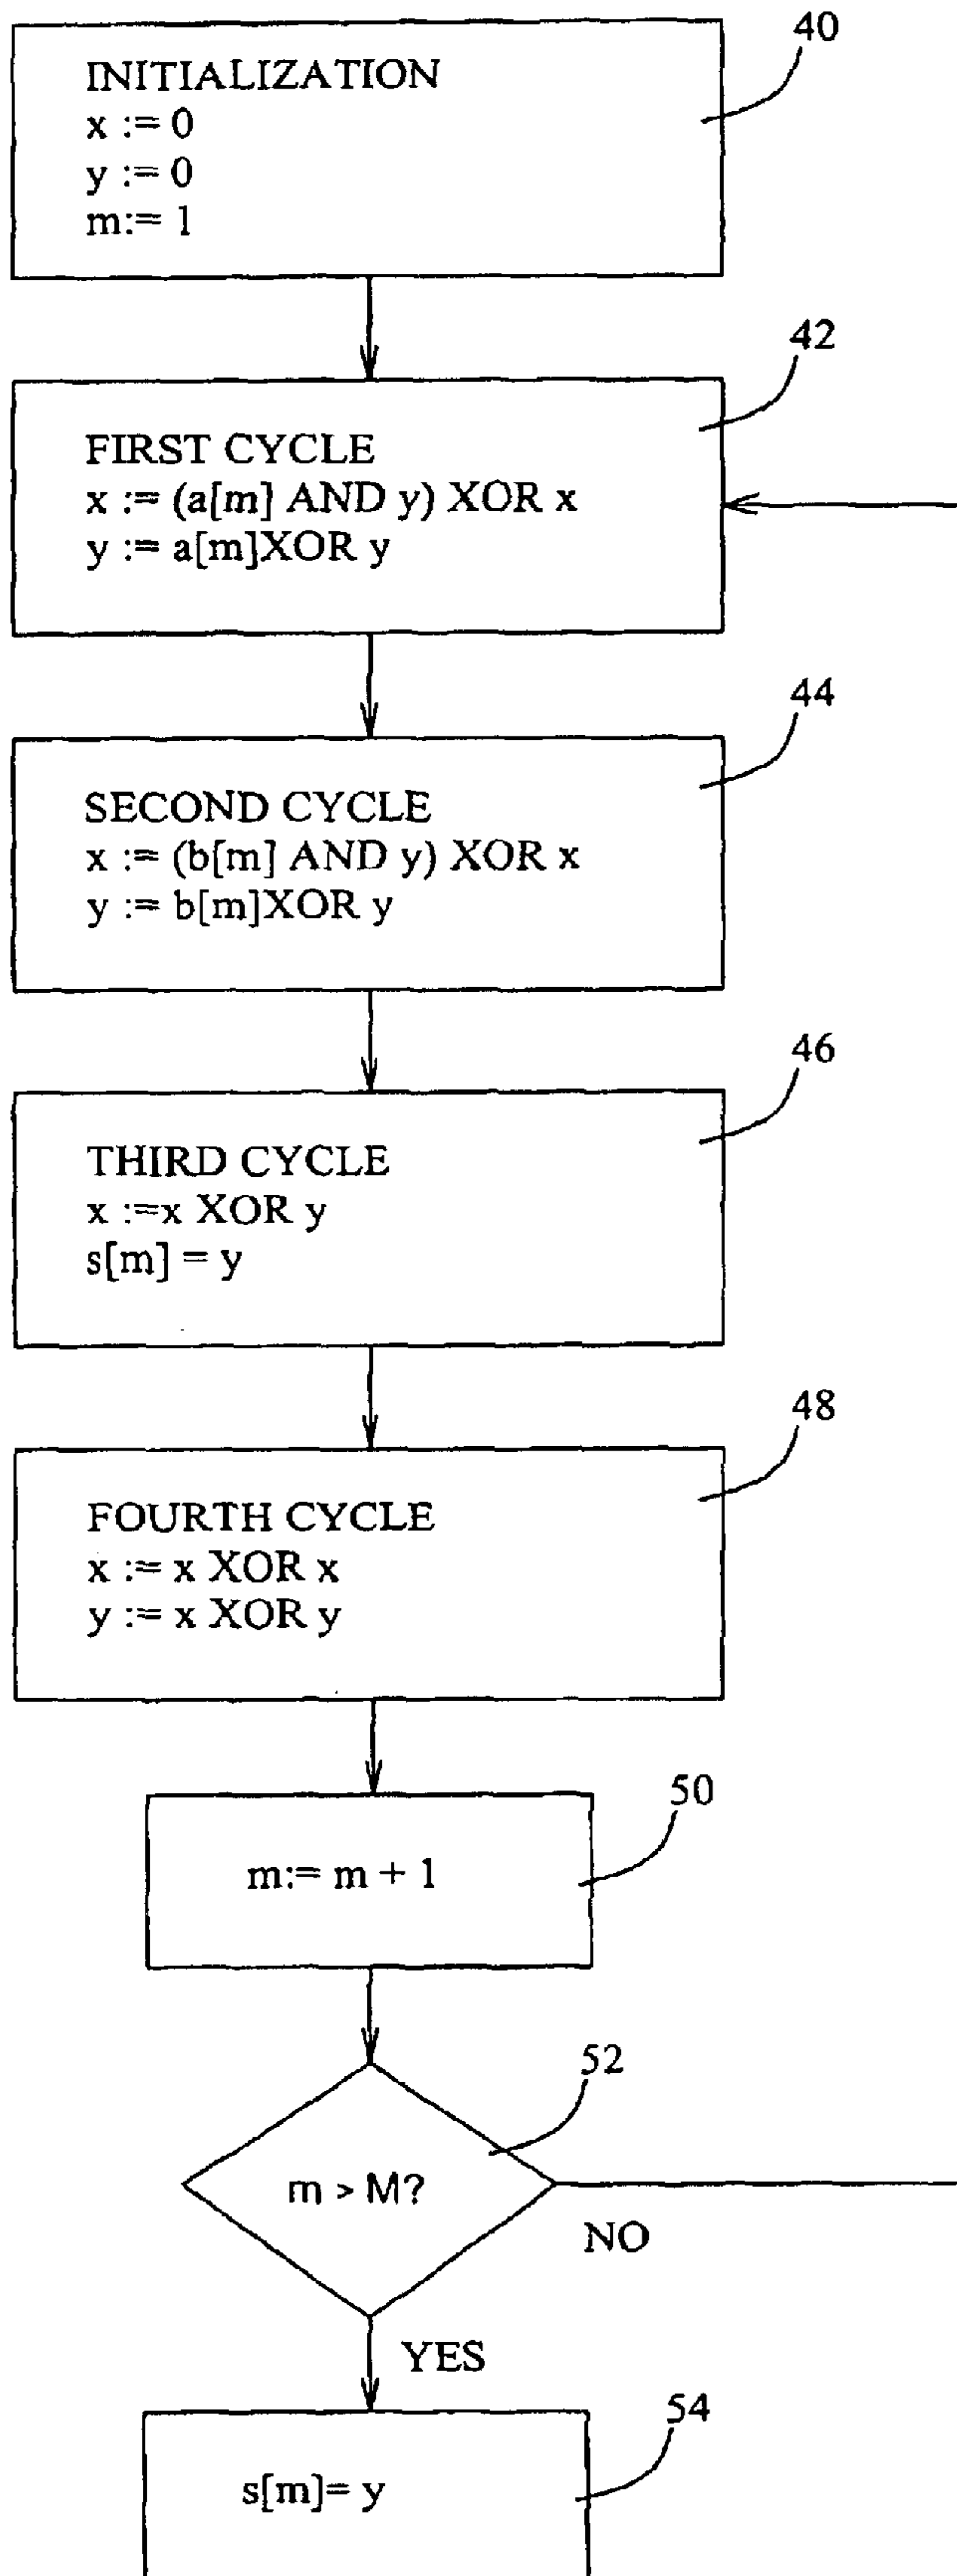 40
INITIALIZATION
x := 0
y := 0
m:= 1
42
FIRST CYCLE
x := (a[m] AND y) XOR x
y := a[m]XOR y
44
SECOND CYCLE
x := (b[m] AND y) XOR x
y := b[m]XOR y
46
THIRD CYCLE
x :=x XOR y
s[m] = y
48
FOURTH CYCLE
x := x XOR x
y := x XOR y
50
m:= m + 1
52
m > M?
NO
YES
54
s[m]= y